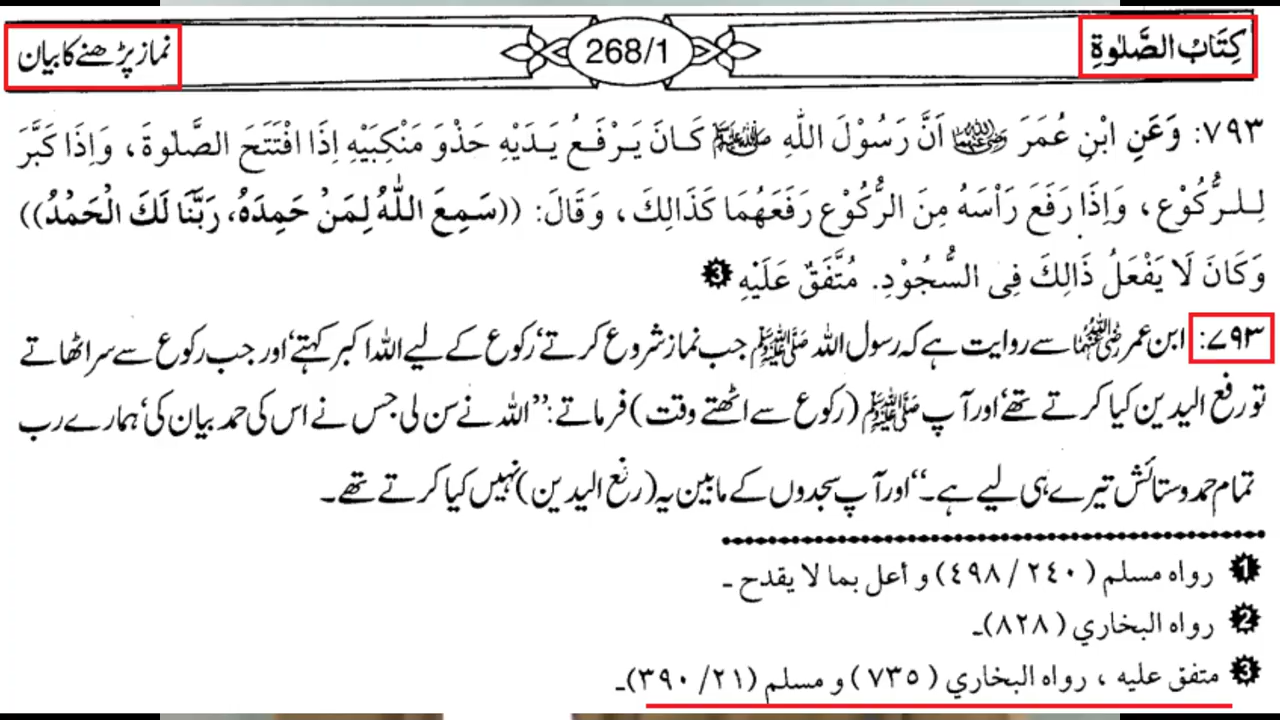 كِتَابُ الصَّلٰوةِ
268/1
نماز پڑھنے کا بیان
٧٩٣: وَعَنِ ابْنِ عُمَرَ رضی اللہ عنہما اَنَّ رَسُوْلَ اللهِ ﷺ كَانَ يَرْفَعُ يَدَيْهِ حَذْوَ مَنْكِبَيْهِ اِذَا افْتَتَحَ الصَّلٰوةَ، وَاِذَا كَبَّرَ
لِلرُّكُوْعِ، وَاِذَا رَفَعَ رَاْسَهُ مِنَ الرُّكُوْعِ رَفَعَهُمَا كَذَالِكَ، وَقَالَ: ((سَمِعَ اللّٰهُ لِمَنْ حَمِدَهُ، رَبَّنَا لَكَ الْحَمْدُ))
وَكَانَ لَا يَفْعَلُ ذَالِكَ فِى السُّجُوْدِ. مُتَّفَقٌ عَلَيْهِ 3
۷۹۳: ابن عمر رضی اللہ عنہما سے روایت ہے کہ رسول اللہ ﷺ جب نماز شروع کرتے، رکوع کے لیے اللہ اکبر کہتے، اور جب رکوع سے سر اٹھاتے
تو رفع الیدین کیا کرتے تھے، اور آپ ﷺ (رکوع سے اٹھتے وقت) فرماتے: ’’اللہ نے سن لی جس نے اس کی حمد بیان کی، ہمارے رب
تمام حمد و ستائش تیرے ہی لیے ہے۔‘‘ اور آپ سجدوں کے مابین یہ (رفع الیدین) نہیں کیا کرتے تھے۔
1 رواه مسلم (٢٤٠ / ٤٩٨) و أعل بما لا يقدح ۔
2 رواه البخاري (٨٢٨)۔
3 متفق عليه ، رواه البخاري (٧٣٥) و مسلم (٢١ / ٣٩٠)۔